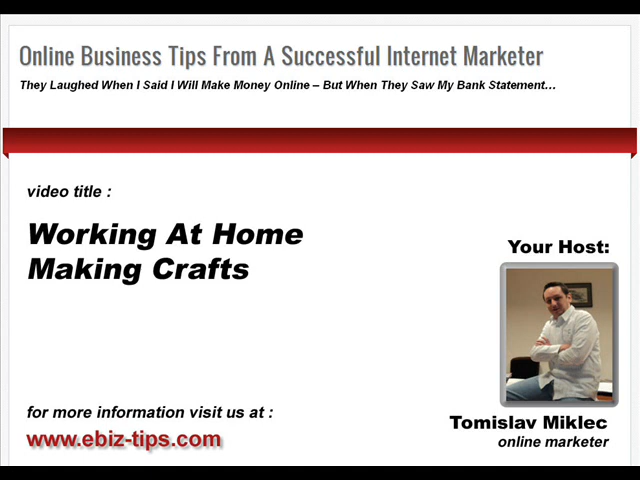 Online Business Tips From A Successful Internet Marketer
They Laughed When I Said I Will Make Money Online – But When They Saw My Bank Statement…
video title :
Working At Home
Making Crafts
Your Host:
for more information visit us at :
www.ebiz-tips.com
Tomislav Miklec
online marketer